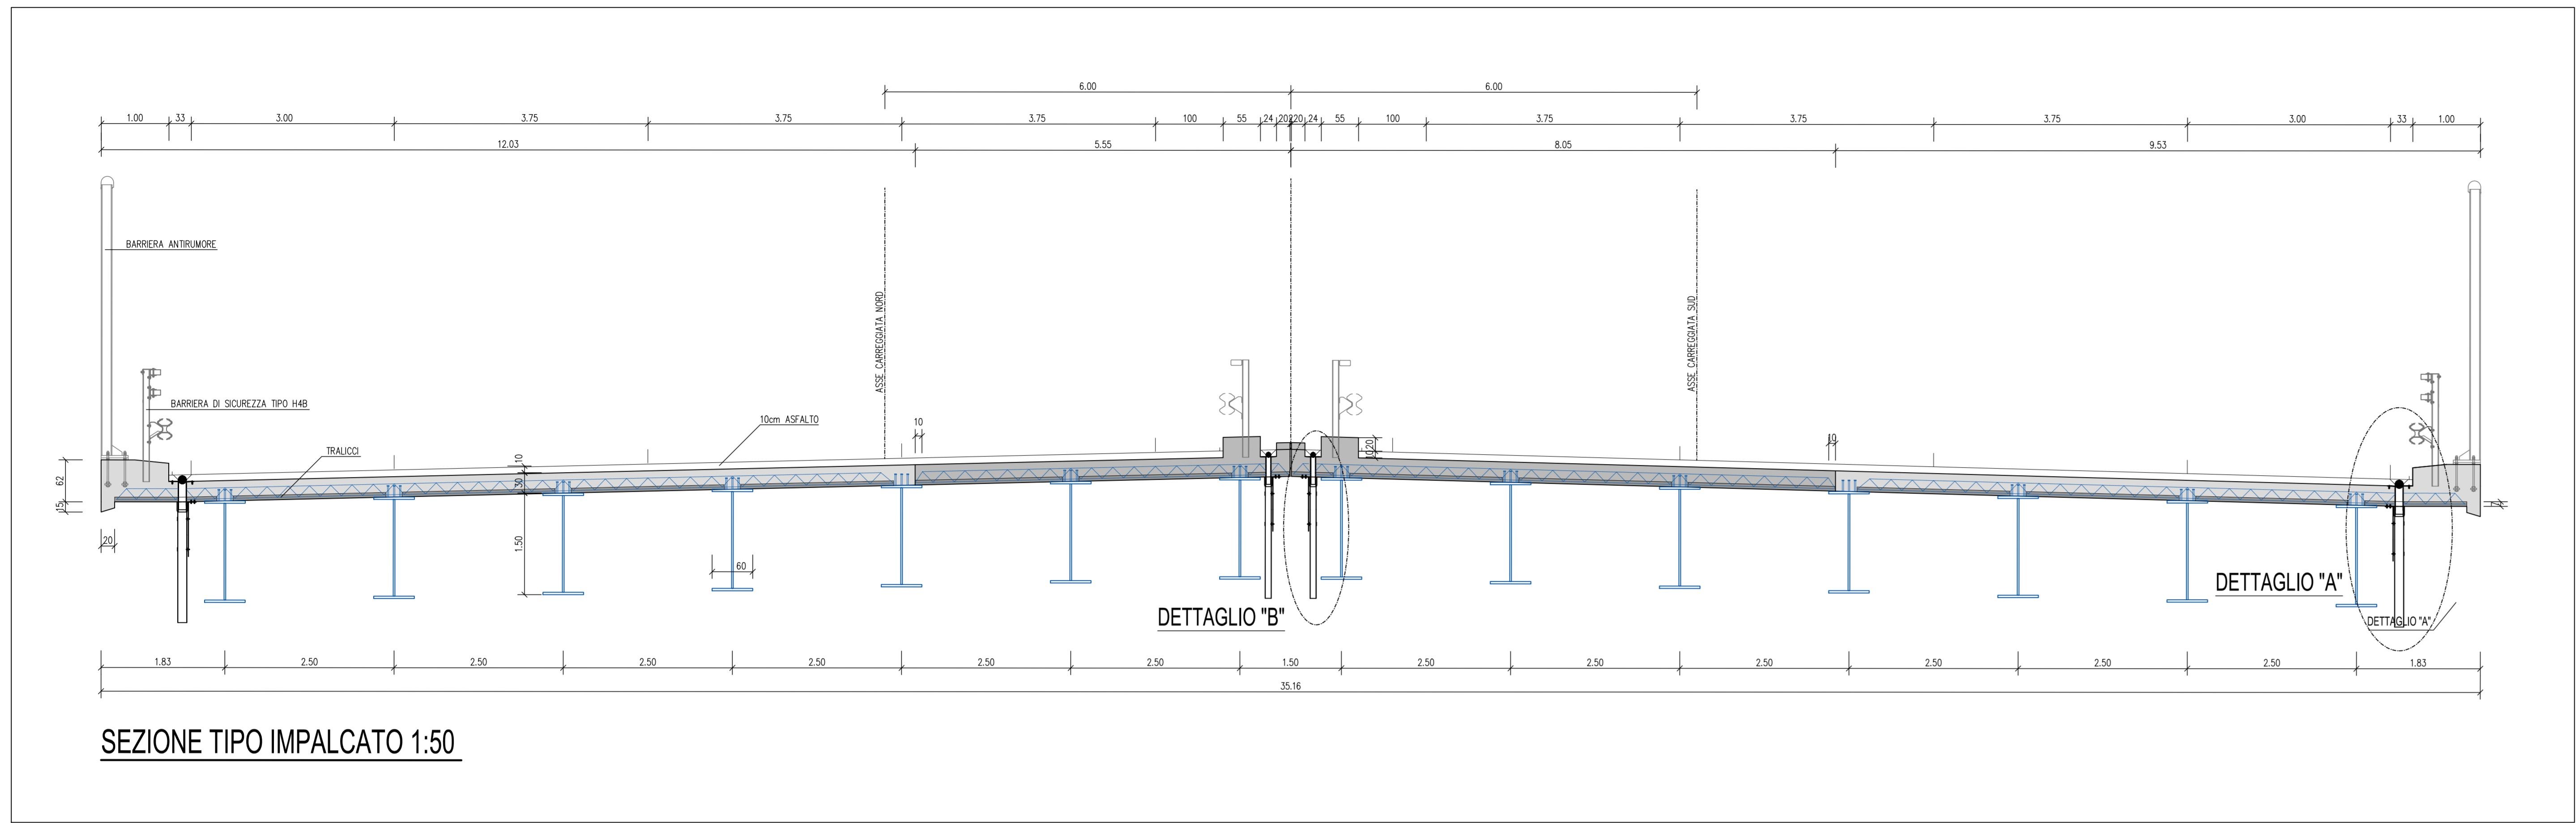 6.00 6.00
1.00 33 3.00 3.75 3.75 3.75 100 55 24 20 2 20 24 55 100 3.75 3.75 3.75 3.00 33 1.00
12.03 5.55 8.05 9.53
BARRIERA ANTIRUMORE
ASSE CARREGGIATA NORD
ASSE CARREGGIATA SUD
BARRIERA DI SICUREZZA TIPO H4B
10cm ASFALTO
10
10
TRALICCI
10
30
1.50
1020
62
15
20
60
7
DETTAGLIO "A"
DETTAGLIO "B"
DETTAGLIO "A"
1.83 2.50 2.50 2.50 2.50 2.50 2.50 1.50 2.50 2.50 2.50 2.50 2.50 2.50 1.83
35.16
SEZIONE TIPO IMPALCATO 1:50